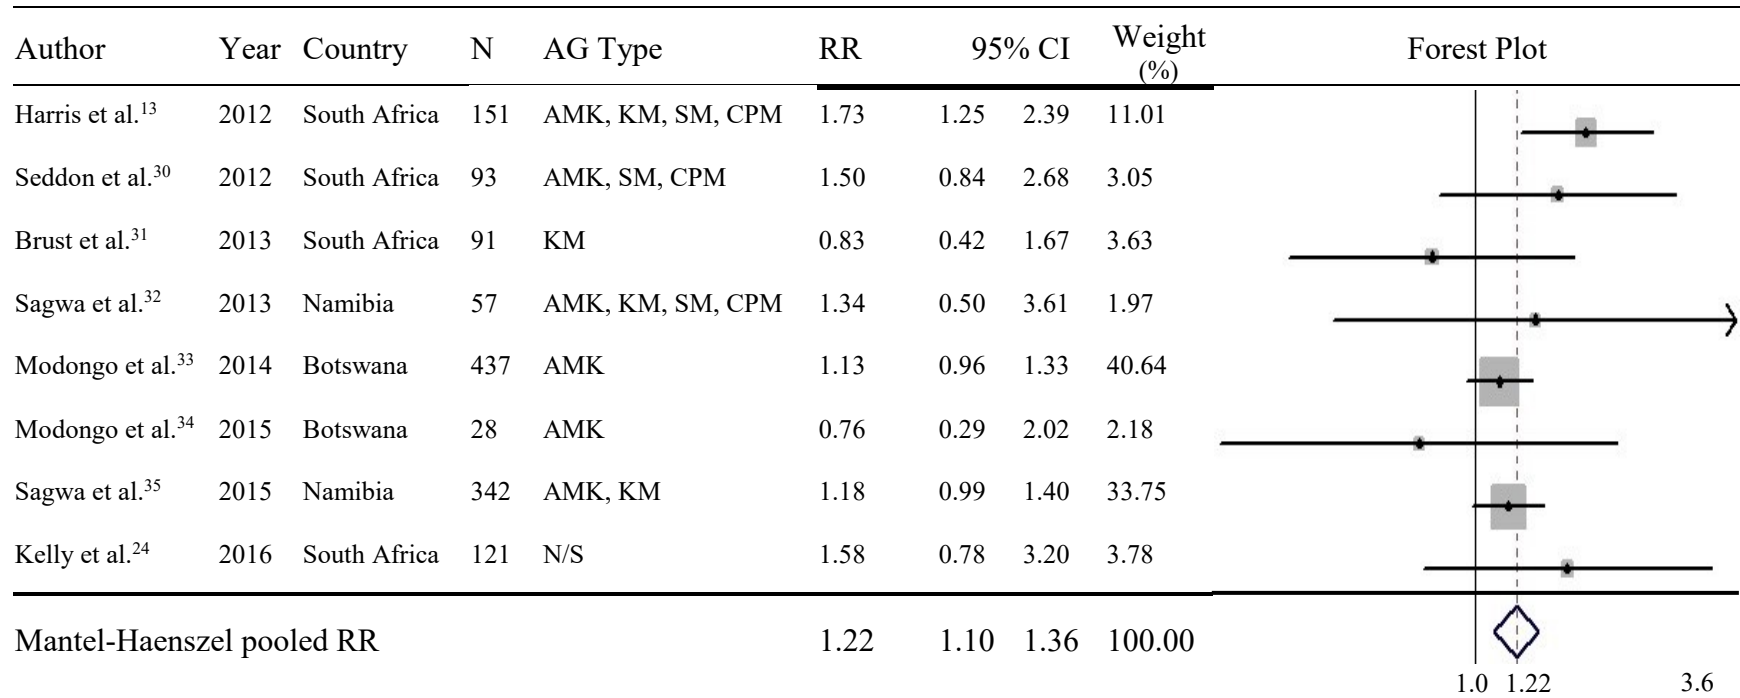 Author Year Country N AG Type RR 95% CI Weight (%) Forest Plot
Harris et al.13 2012 South Africa 151 AMK, KM, SM, CPM 1.73 1.25 2.39 11.01
Seddon et al.30 2012 South Africa 93 AMK, SM, CPM 1.50 0.84 2.68 3.05
Brust et al.31 2013 South Africa 91 KM 0.83 0.42 1.67 3.63
Sagwa et al.32 2013 Namibia 57 AMK, KM, SM, CPM 1.34 0.50 3.61 1.97
Modongo et al.33 2014 Botswana 437 AMK 1.13 0.96 1.33 40.64
Modongo et al.34 2015 Botswana 28 AMK 0.76 0.29 2.02 2.18
Sagwa et al.35 2015 Namibia 342 AMK, KM 1.18 0.99 1.40 33.75
Kelly et al.24 2016 South Africa 121 N/S 1.58 0.78 3.20 3.78
Mantel-Haenszel pooled RR 1.22 1.10 1.36 100.00
1.0 1.22 3.6